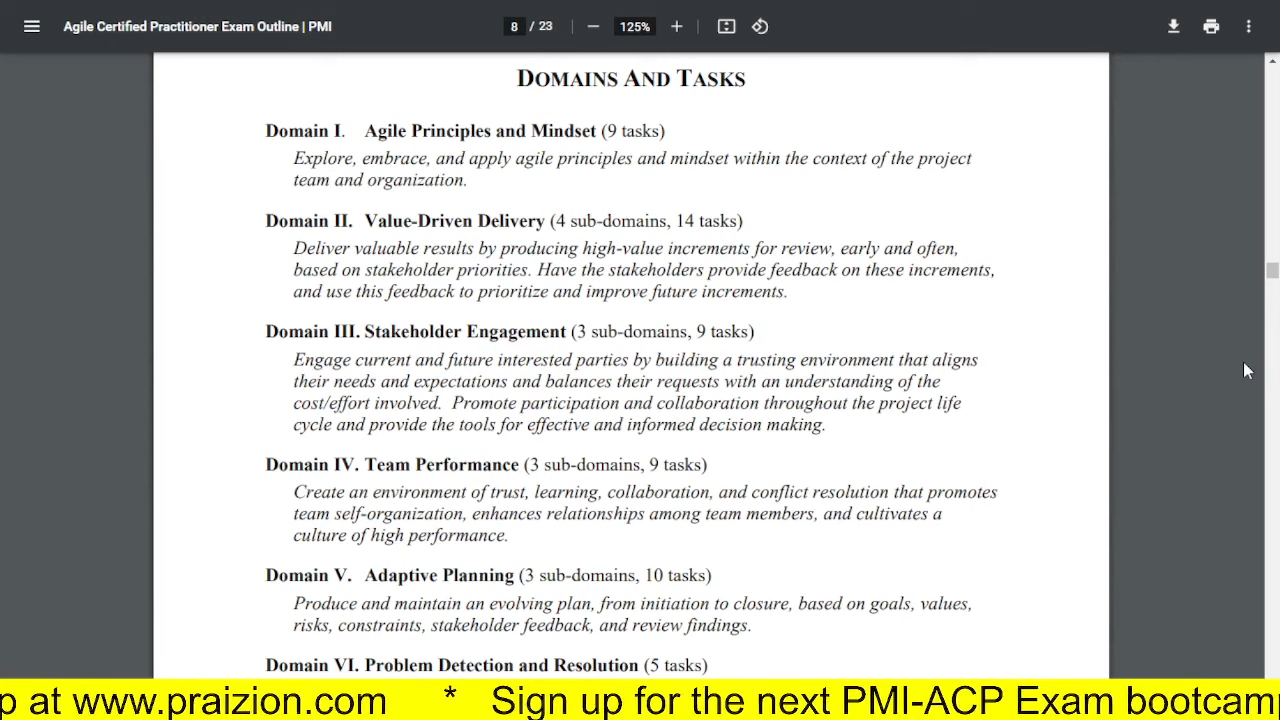 Agile Certified Practitioner Exam Outline | PMI
8 / 23
125%
DOMAINS AND TASKS
Domain I. Agile Principles and Mindset (9 tasks)
Explore, embrace, and apply agile principles and mindset within the context of the project
team and organization.
Domain II. Value-Driven Delivery (4 sub-domains, 14 tasks)
Deliver valuable results by producing high-value increments for review, early and often,
based on stakeholder priorities. Have the stakeholders provide feedback on these increments,
and use this feedback to prioritize and improve future increments.
Domain III. Stakeholder Engagement (3 sub-domains, 9 tasks)
Engage current and future interested parties by building a trusting environment that aligns
their needs and expectations and balances their requests with an understanding of the
cost/effort involved. Promote participation and collaboration throughout the project life
cycle and provide the tools for effective and informed decision making.
Domain IV. Team Performance (3 sub-domains, 9 tasks)
Create an environment of trust, learning, collaboration, and conflict resolution that promotes
team self-organization, enhances relationships among team members, and cultivates a
culture of high performance.
Domain V. Adaptive Planning (3 sub-domains, 10 tasks)
Produce and maintain an evolving plan, from initiation to closure, based on goals, values,
risks, constraints, stakeholder feedback, and review findings.
Domain VI. Problem Detection and Resolution (5 tasks)
p at www.praizion.com * Sign up for the next PMI-ACP Exam bootcam